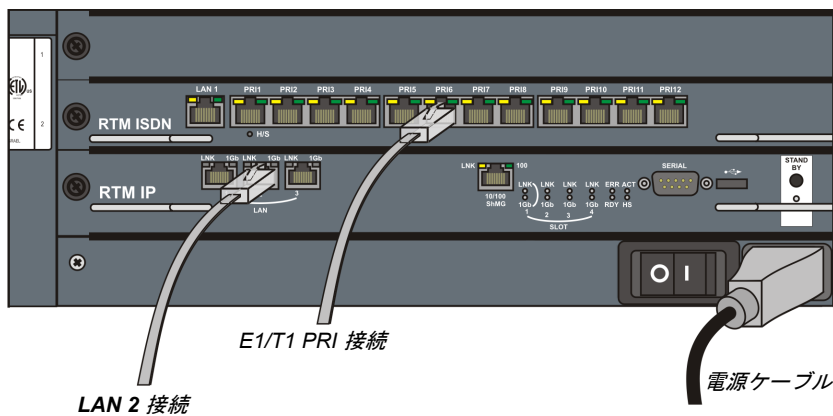 1
2
CE
LAN 1 PRI1 PRI2 PRI3 PRI4 PRI5 PRI6 PRI7 PRI8 PRI9 PRI10 PRI11 PRI12
RTM ISDN
H/S
LNK 1Gb LNK 1Gb LNK 1Gb
RTM IP
3
LAN
LNK 100
10/100
ShMG
LNK LNK LNK LNK ERR ACT
1Gb 1Gb 1Gb 1Gb RDY HS
1 2 3 4
SLOT
SERIAL
STAND
BY
O I
E1/T1 PRI 接続
LAN 2 接続
電源ケーブル